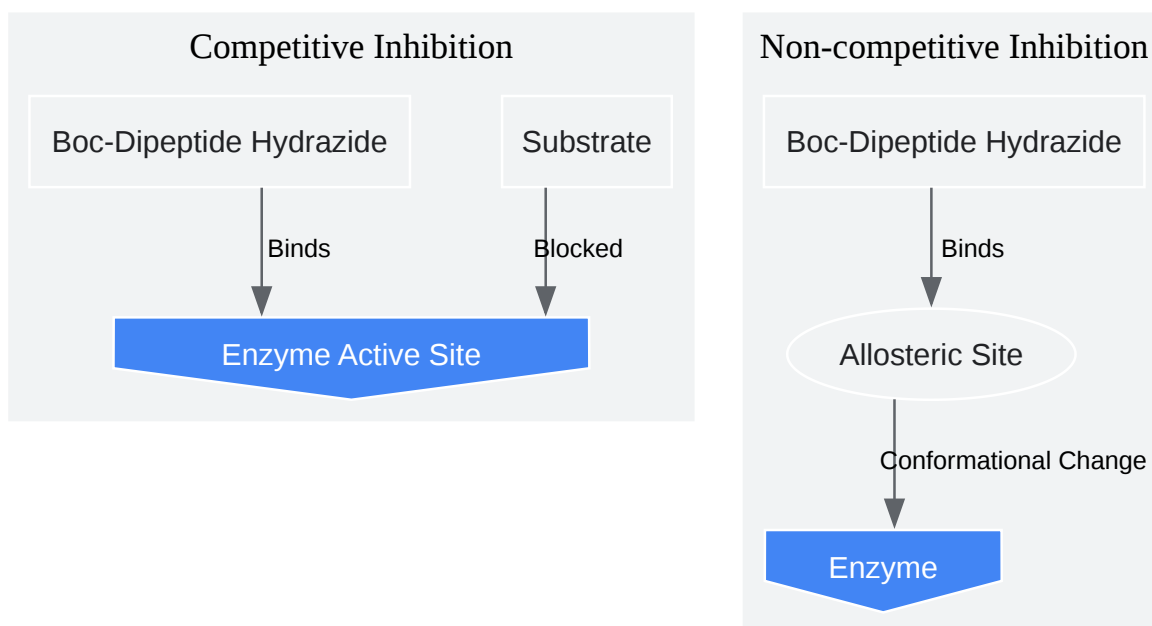 Competitive Inhibition
Boc-Dipeptide Hydrazide
Substrate
Binds
Blocked
Enzyme Active Site
Non-competitive Inhibition
Boc-Dipeptide Hydrazide
Binds
Allosteric Site
Conformational Change
Enzyme